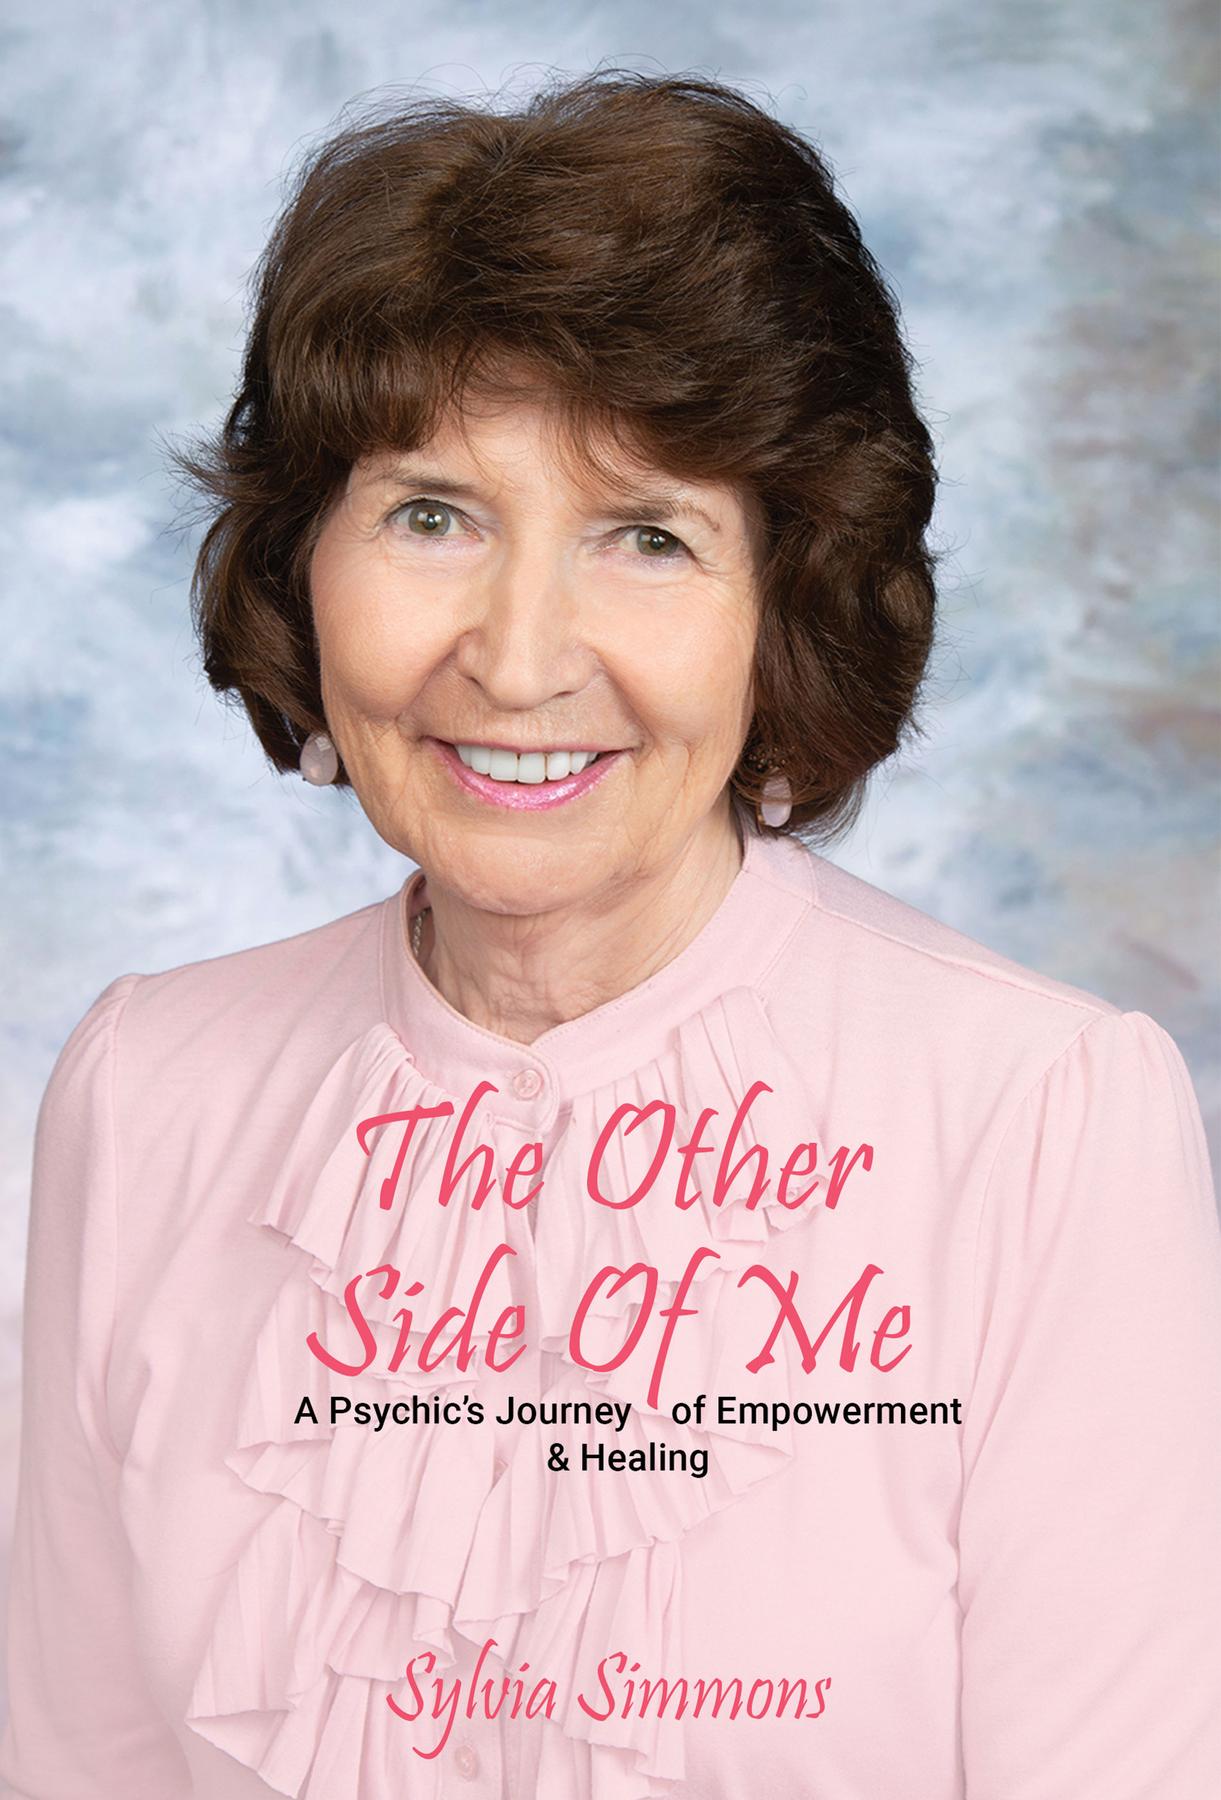 The Other
Side Of Me
A Psychic’s Journey of Empowerment
& Healing
Sylvia Simmons